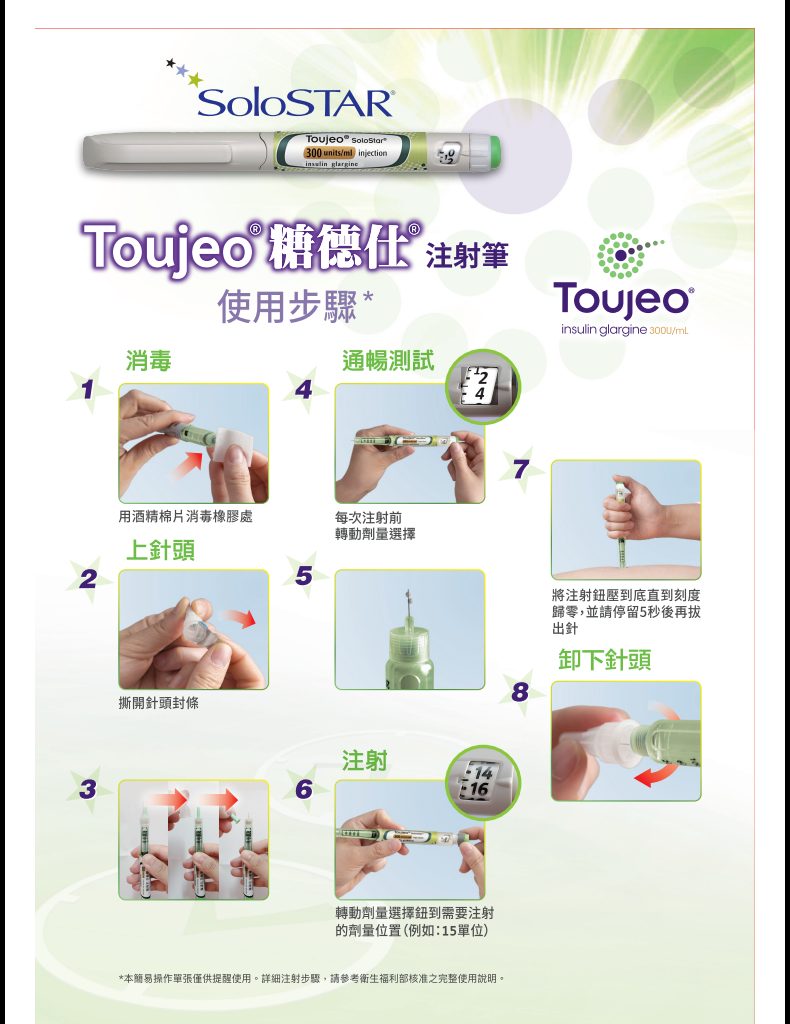 SoloSTAR®
Toujeo® SoloStar®
300 units/ml injection
insulin glargine
0
2
Toujeo®糖德仕®注射筆
使用步驟*
Toujeo®
insulin glargine 300U/mL
1
消毒
用酒精棉片消毒橡膠處
2
上針頭
撕開針頭封條
3
4
通暢測試
2
4
每次注射前
轉動劑量選擇
5
6
注射
14
16
轉動劑量選擇鈕到需要注射
的劑量位置(例如:15單位)
7
將注射鈕壓到底直到刻度
歸零,並請停留5秒後再拔
出針
8
卸下針頭
*本簡易操作單張僅供提醒使用。詳細注射步驟,請參考衛生福利部核准之完整使用說明。